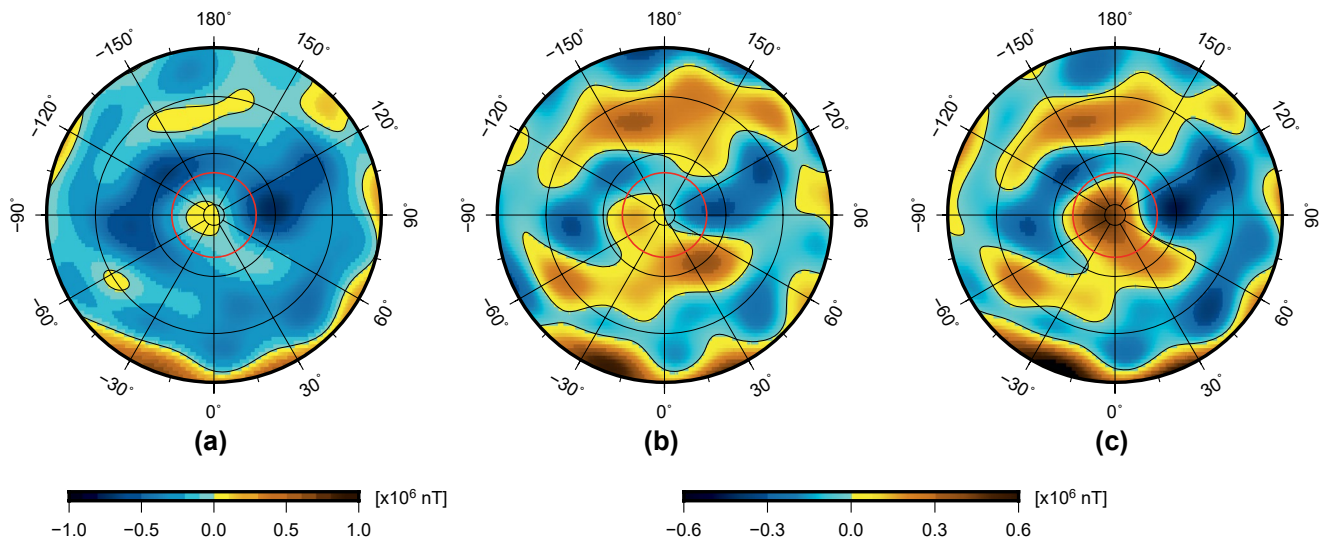 180° 180° 180°
−150° 150° −150° 150° −150° 150°
−120° 120° −120° 120° −120° 120°
−90° 90° −90° 90° −90° 90°
−60° 60° −60° 60° −60° 60°
−30° 30° −30° 30° −30° 30°
0° 0° 0°
(a) (b) (c)
[x10⁶ nT] [x10⁶ nT]
−1.0 −0.5 0.0 0.5 1.0 −0.6 −0.3 0.0 0.3 0.6